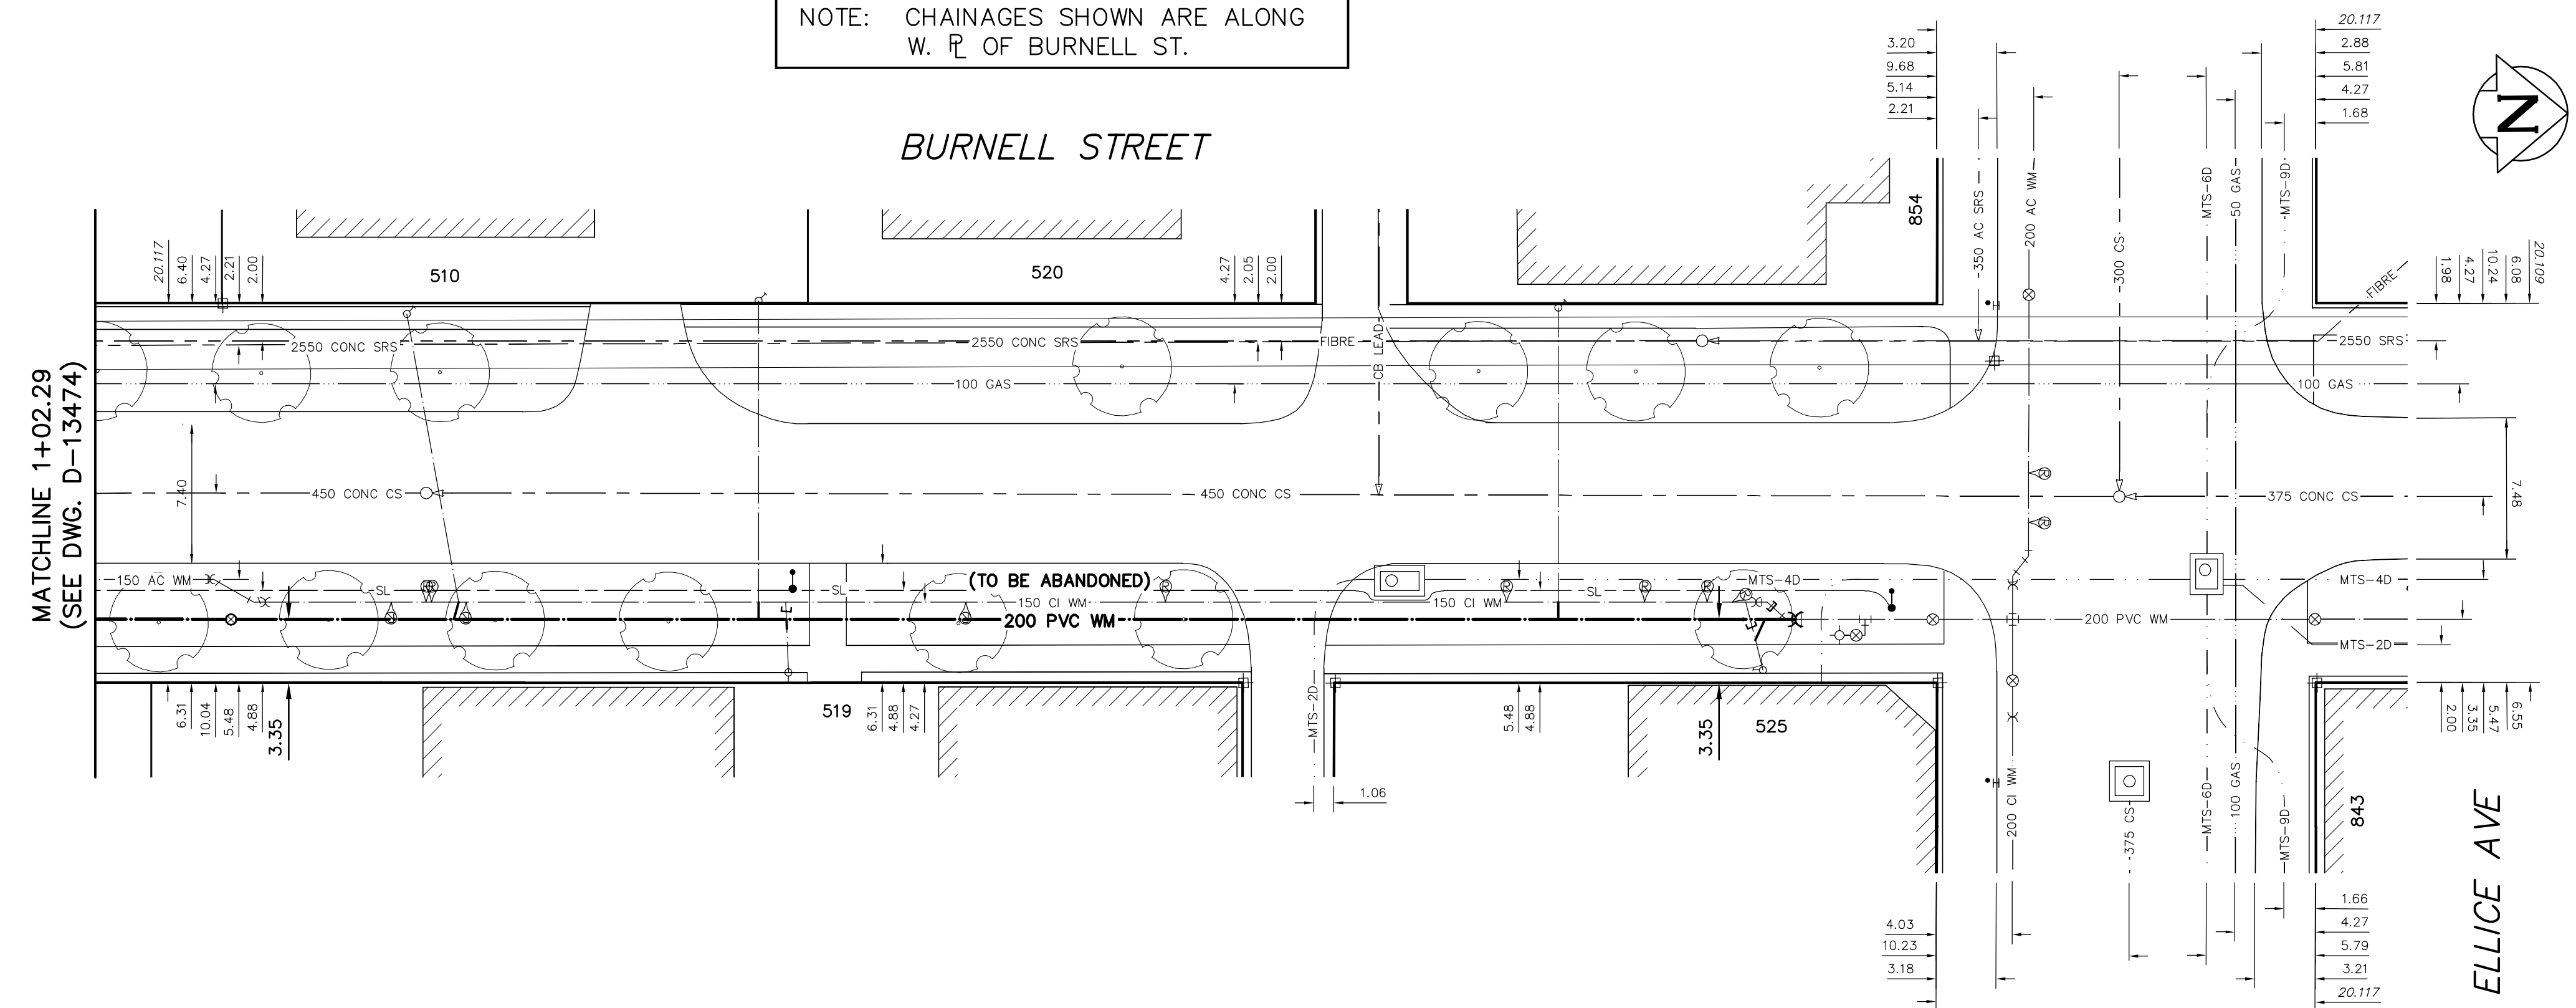 NOTE: CHAINAGES SHOWN ARE ALONG
W. PL OF BURNELL ST.
BURNELL STREET
N
3.20
9.68
5.14
2.21
20.117
2.88
5.81
4.27
1.68
854
350 AC SRS
200 AC WM
300 CS
MTS-6D
50 GAS
MTS-9D
FIBRE
20.117
6.40
4.27
2.21
2.00
510
520
4.27
2.05
2.00
1.98
4.27
10.24
6.08
20.109
2550 CONC SRS
2550 CONC SRS
FIBRE
2550 SRS
CB LEAD
100 GAS
100 GAS
MATCHLINE 1+02.29
(SEE DWG. D-13474)
7.40
450 CONC CS
450 CONC CS
375 CONC CS
7.48
150 AC WM
SL
SL
(TO BE ABANDONED)
150 CI WM
200 PVC WM
150 CI WM
SL
MTS-4D
MTS-4D
200 PVC WM
MTS-2D
6.31
10.04
5.48
4.88
3.35
519
6.31
4.88
4.27
MTS-2D
5.48
4.88
3.35
525
2.00
3.35
5.47
6.55
1.06
200 CI WM
375 CS
MTS-6D
100 GAS
MTS-9D
843
ELLICE AVE
4.03
10.23
3.18
1.66
4.27
5.79
3.21
20.117